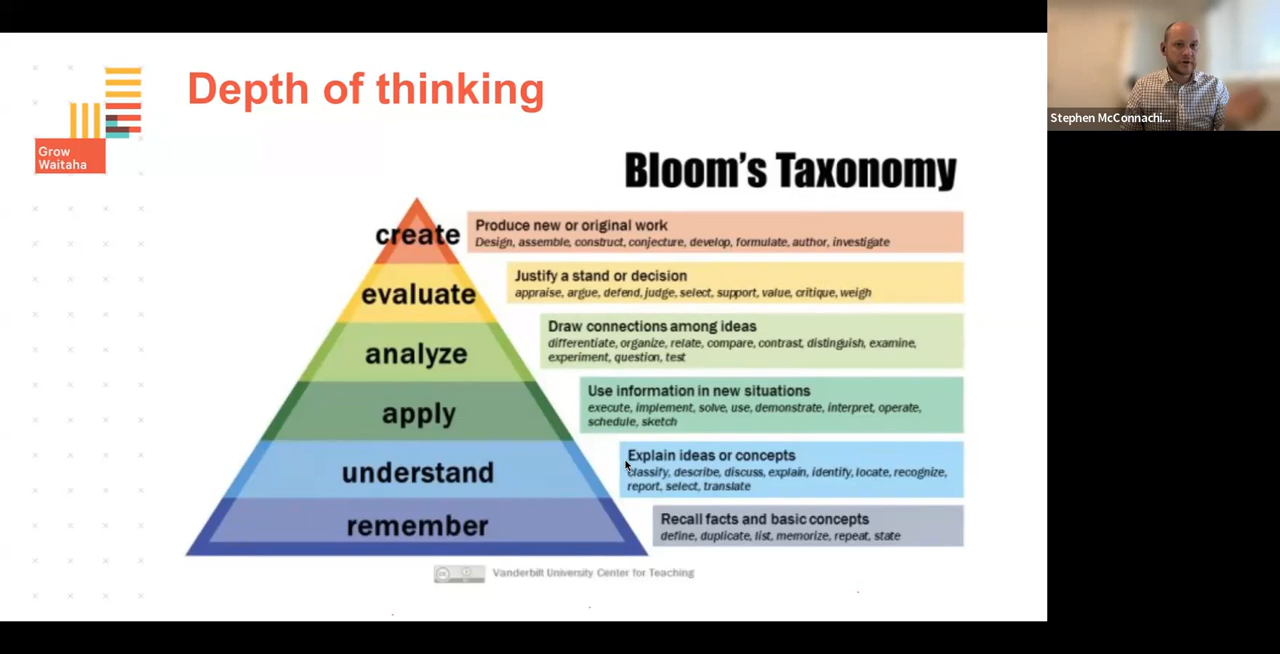 Depth of thinking
Stephen McConnachi...
Grow
Waitaha
Bloom's Taxonomy
create
Produce new or original work
Design, assemble, construct, conjecture, develop, formulate, author, investigate
evaluate
Justify a stand or decision
appraise, argue, defend, judge, select, support, value, critique, weigh
analyze
Draw connections among ideas
differentiate, organize, relate, compare, contrast, distinguish, examine,
experiment, question, test
apply
Use information in new situations
execute, implement, solve, use, demonstrate, interpret, operate,
schedule, sketch
understand
Explain ideas or concepts
classify, describe, discuss, explain, identify, locate, recognize,
report, select, translate
remember
Recall facts and basic concepts
define, duplicate, list, memorize, repeat, state
cc
Vanderbilt University Center for Teaching